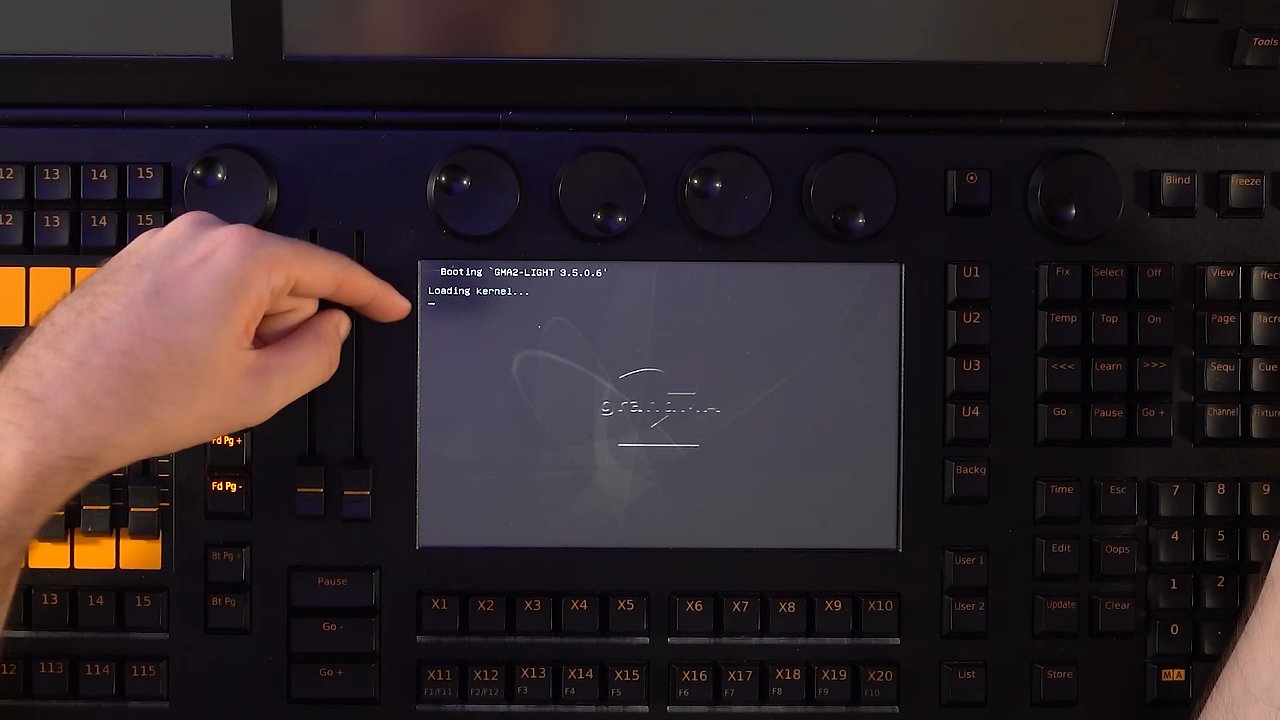 Tools
12 13 14 15
Blind Freeze
12 13 14 15
Booting `GMA2-LIGHT 3.5.0.6'
Loading kernel...
grandMA
U1 Fix Select Off View Effect
U2 Temp Top On Page Macro
U3 <<< Learn >>> Sequ Cue
U4 Go - Pause Go + Channel Fixture
Fd Pg +
Backg
Fd Pg -
Time Esc 7 8 9
4 5 6
Bt Pg + Edit Oops
User 1
Pause 1 2
13 14 15 Bt Pg X1 X2 X3 X4 X5 X6 X7 X8 X9 X10 User 2 Update Clear
Go - 0 .
12 113 114 115 Go + X11 X12 X13 X14 X15 X16 X17 X18 X19 X20 List Store MA
F1/F11 F2/F12 F3 F4 F5 F6 F7 F8 F9 F10